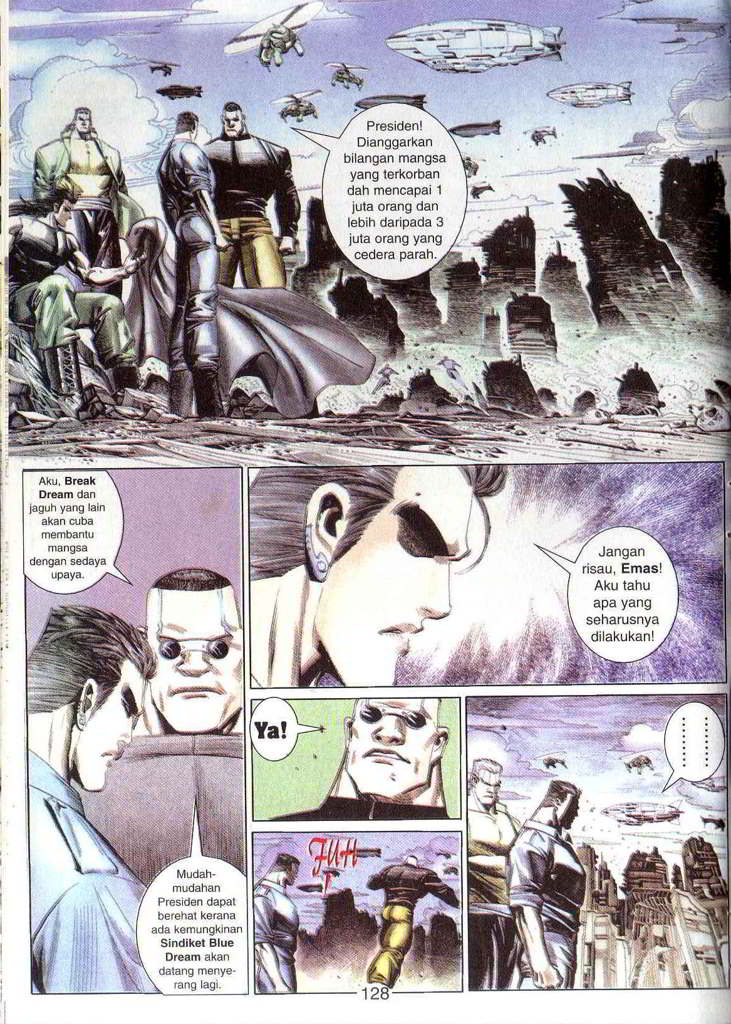 Presiden!
Dianggarkan
bilangan mangsa
yang terkorban
dah mencapai 1
juta orang dan
lebih daripada 3
juta orang yang
cedera parah.
Aku, Break
Dream dan
jaguh yang lain
akan cuba
membantu
mangsa
dengan sedaya
upaya.
Mudah-
mudahan
Presiden dapat
berehat kerana
ada kemungkinan
Sindiket Blue
Dream akan
datang menye-
rang lagi.
Jangan
risau, Emas!
Aku tahu
apa yang
seharusnya
dilakukan!
Ya!
FUH
!
128